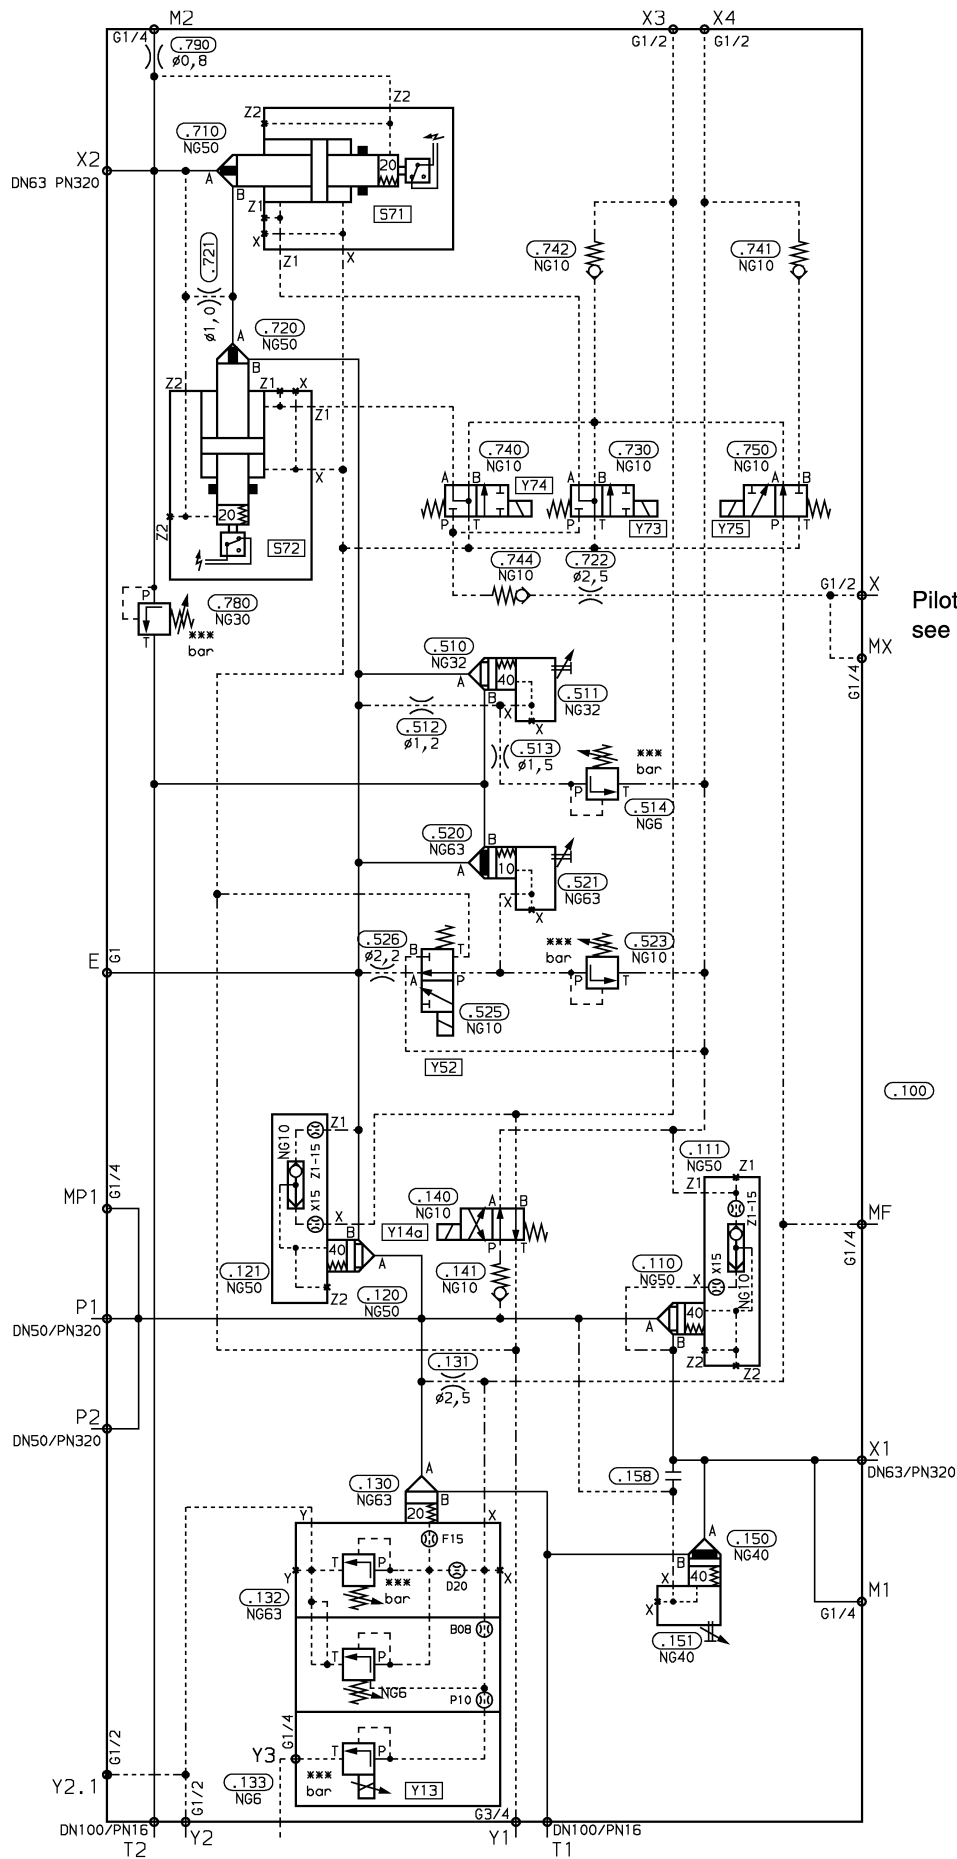 M2
X3
X4
G1/4
.790
ø0,8
G1/2
G1/2
Z2
.710
NG50
Z2
X2
DN63 PN320
A
B
20
Z1
S71
X
Z1
X
.721
ø1,0
.742
NG10
.741
NG10
.720
NG50
A
B
Z2
Z1
X
Z1
X
.740
NG10
.730
NG10
.750
NG10
A
B
Y74
A
B
A
B
P
T
P
T
Y73
Y75
P
T
20
Z2
S72
.744
NG10
.722
ø2,5
G1/2
X
Pilot
see
MX
G1/4
P
T
.780
NG30
***
bar
.510
NG32
A
40
B
X
X
.511
NG32
.512
ø1,2
.513
ø1,5
***
bar
P
T
.514
NG6
.520
NG63
B
A
10
X
X
.521
NG63
E
G1
.526
ø2,2
B
T
A
P
***
bar
.523
NG10
P
T
.525
NG10
Y52
.100
NG10
Z1
Z1-15
X15
X
B
40
A
Z2
.121
NG50
.120
NG50
.140
NG10
A
B
Y14a
P
T
.141
NG10
.111
NG50
Z1
Z1
Z1-15
.110
NG50
X15
X
NG10
A
40
B
Z2
Z2
MP1
G1/4
MF
G1/4
P1
DN50/PN320
.131
ø2,5
P2
DN50/PN320
X1
DN63/PN320
.158
.130
NG63
A
B
20
Y
X
F15
Y
T
P
D20
X
***
bar
.132
NG63
B08
T
P
NG6
P10
G1/4
Y3
T
P
***
bar
Y13
.133
NG6
A
.150
NG40
B
40
X
X
.151
NG40
M1
G1/4
G1/2
Y2.1
G1/2
G3/4
DN100/PN16
T2
Y2
Y1
DN100/PN16
T1